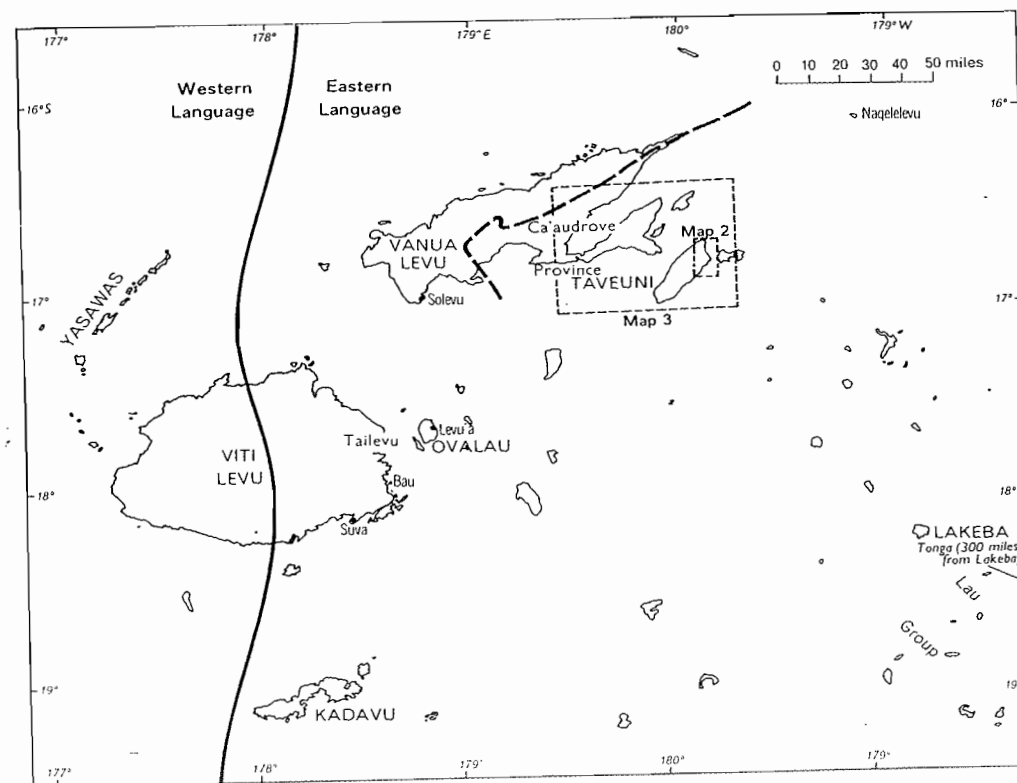 177°
178°
179°E
180°
179°W
0 10 20 30 40 50 miles
Western
Language
Eastern
Language
16°S
16°
Naqelelevu
Ca'audrove
VANUA
LEVU
Map 2
Province
TAVEUNI
Solevu
Map 3
YASAWAS
17°
17°
Levu'a
OVALAU
Tailevu
VITI
LEVU
Bau
Suva
18°
18°
LAKEBA
Tonga (300 miles
from Lakeba)
Lau
Group
19°
19
KADAVU
177°
178°
179°
180°
179°